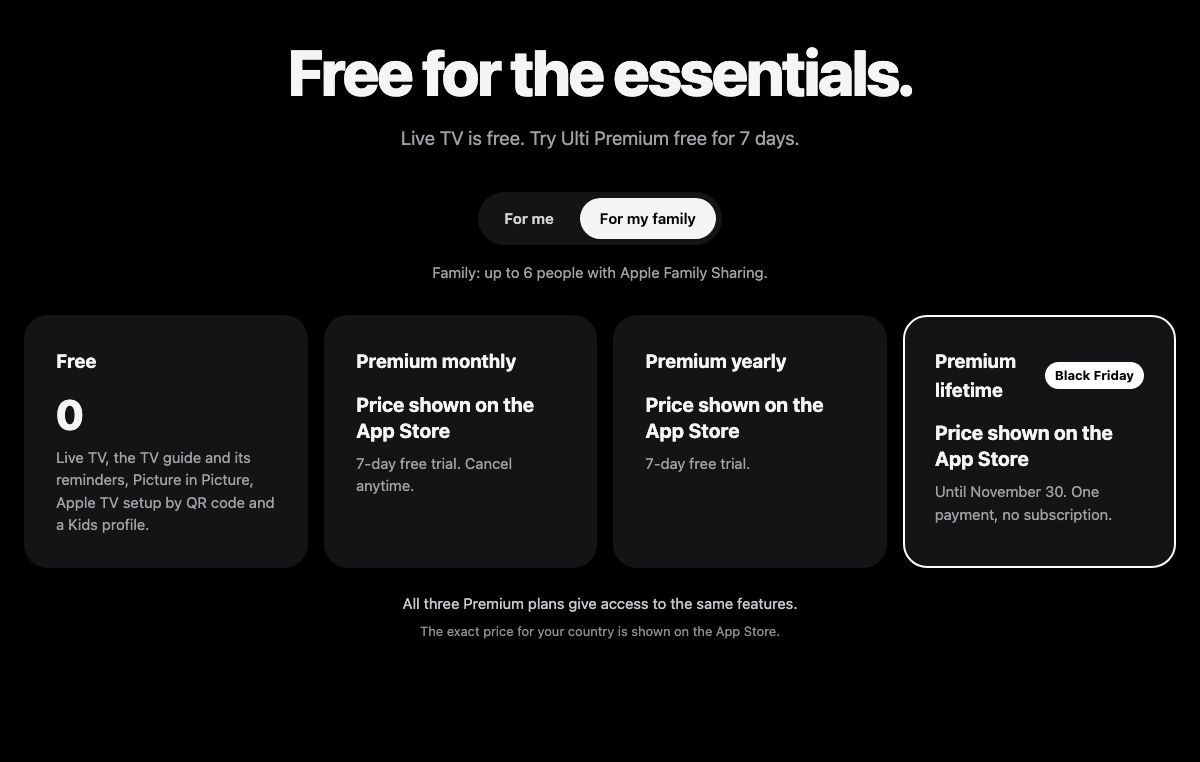 Free for the essentials.
Live TV is free. Try Ulti Premium free for 7 days.
For me
For my family
Family: up to 6 people with Apple Family Sharing.
Free
0
Live TV, the TV guide and its
reminders, Picture in Picture,
Apple TV setup by QR code and
a Kids profile.
Premium monthly
Price shown on the
App Store
7-day free trial. Cancel
anytime.
Premium yearly
Price shown on the
App Store
7-day free trial.
Premium
lifetime
Black Friday
Price shown on the
App Store
Until November 30. One
payment, no subscription.
All three Premium plans give access to the same features.
The exact price for your country is shown on the App Store.